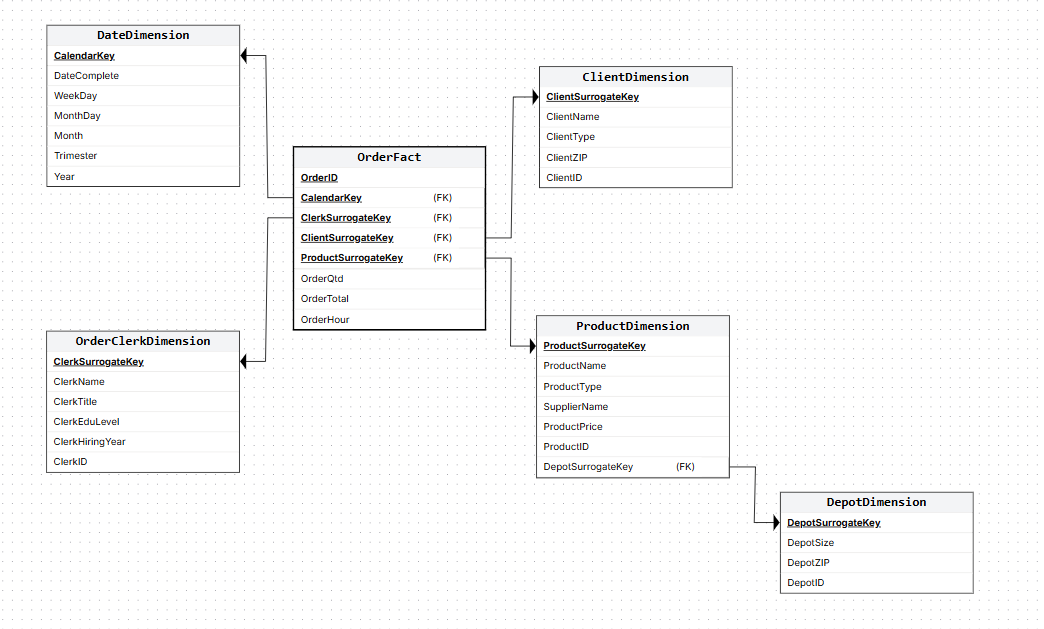 DateDimension
CalendarKey
DateComplete
WeekDay
MonthDay
Month
Trimester
Year
ClientDimension
ClientSurrogateKey
ClientName
ClientType
ClientZIP
ClientID
OrderFact
OrderID
CalendarKey (FK)
ClerkSurrogateKey (FK)
ClientSurrogateKey (FK)
ProductSurrogateKey (FK)
OrderQtd
OrderTotal
OrderHour
OrderClerkDimension
ClerkSurrogateKey
ClerkName
ClerkTitle
ClerkEduLevel
ClerkHiringYear
ClerkID
ProductDimension
ProductSurrogateKey
ProductName
ProductType
SupplierName
ProductPrice
ProductID
DepotSurrogateKey (FK)
DepotDimension
DepotSurrogateKey
DepotSize
DepotZIP
DepotID